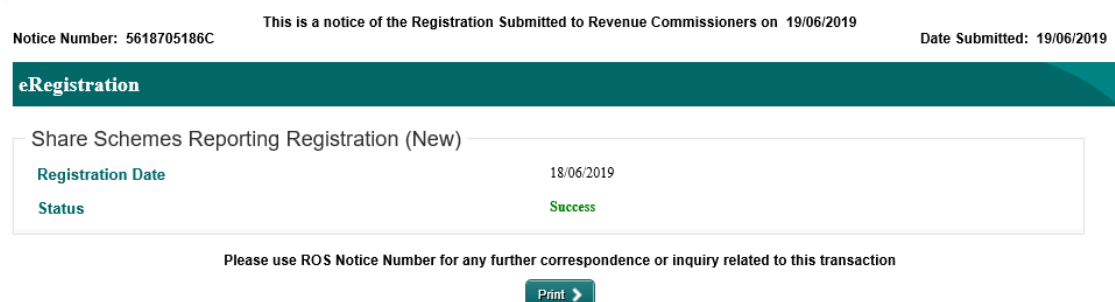 This is a notice of the Registration Submitted to Revenue Commissioners on 19/06/2019
Notice Number: 5618705186C
Date Submitted: 19/06/2019
eRegistration
Share Schemes Reporting Registration (New)
Registration Date 18/06/2019
Status Success
Please use ROS Notice Number for any further correspondence or inquiry related to this transaction
Print